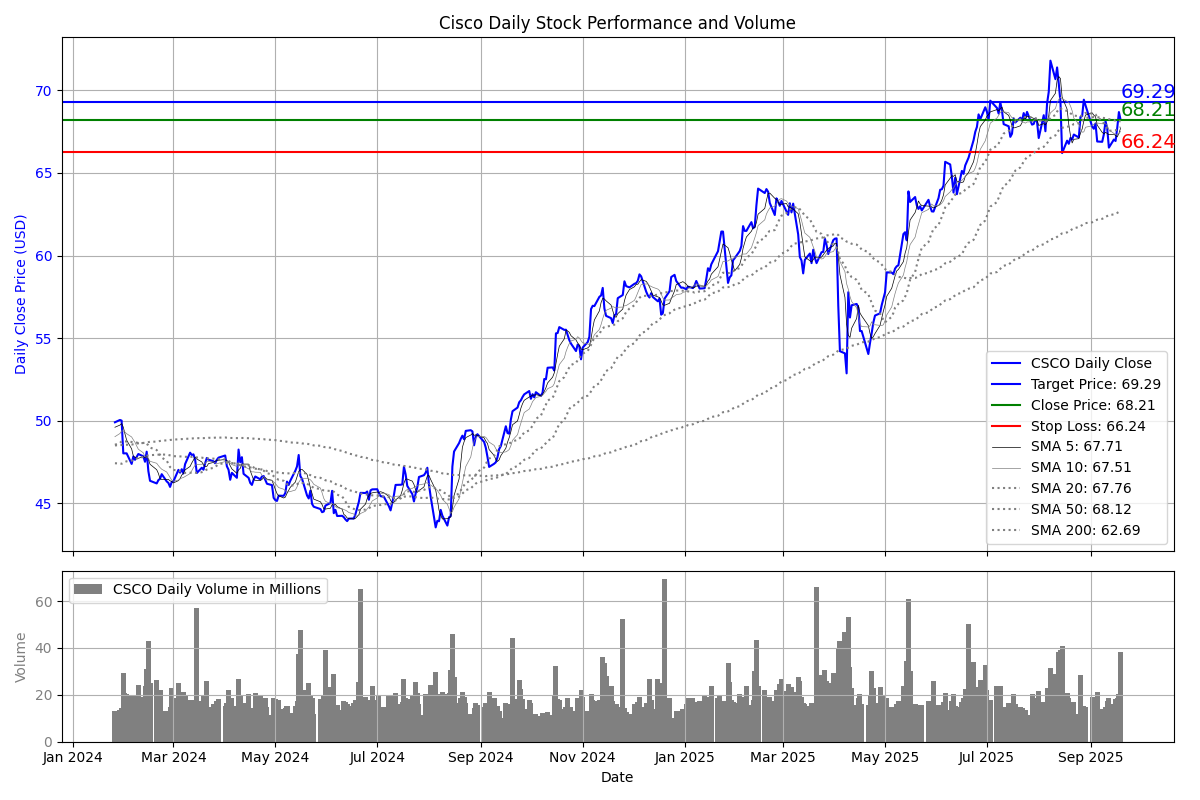 Cisco Daily Stock Performance and Volume
Daily Close Price (USD)
70
65
60
55
50
45
69.29
68.21
66.24
CSCO Daily Close
Target Price: 69.29
Close Price: 68.21
Stop Loss: 66.24
SMA 5: 67.71
SMA 10: 67.51
SMA 20: 67.76
SMA 50: 68.12
SMA 200: 62.69
Volume
60
40
20
0
CSCO Daily Volume in Millions
Jan 2024 Mar 2024 May 2024 Jul 2024 Sep 2024 Nov 2024 Jan 2025 Mar 2025 May 2025 Jul 2025 Sep 2025
Date